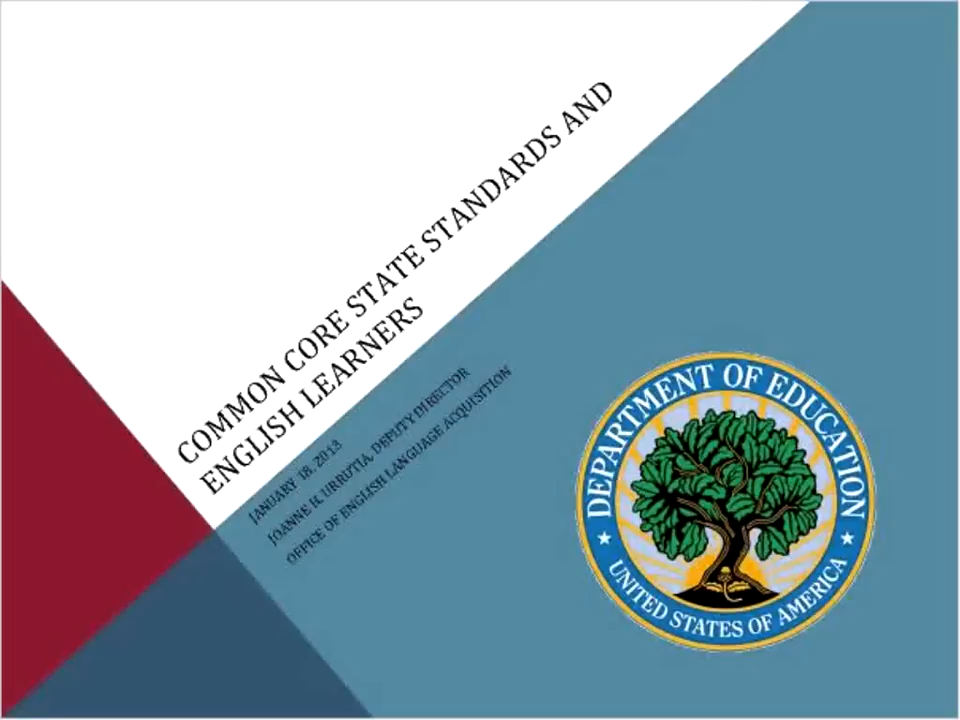 COMMON CORE STATE STANDARDS AND
ENGLISH LEARNERS
JANUARY 18, 2013
JOANNE H. URRUTIA, DEPUTY DIRECTOR
OFFICE OF ENGLISH LANGUAGE ACQUISITION
DEPARTMENT OF EDUCATION
UNITED STATES OF AMERICA